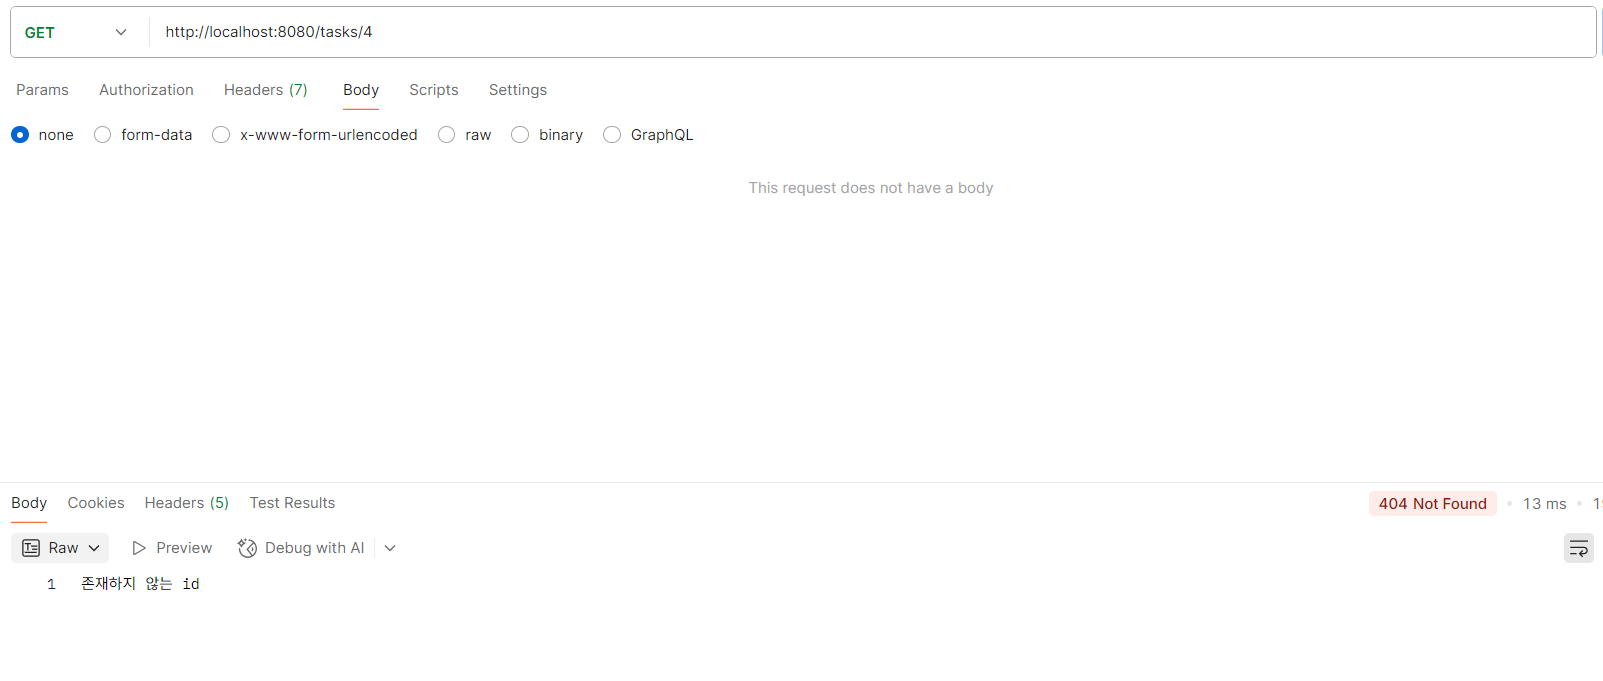 GET http://localhost:8080/tasks/4
Params Authorization Headers (7) Body Scripts Settings
none form-data x-www-form-urlencoded raw binary GraphQL
This request does not have a body
Body Cookies Headers (5) Test Results 404 Not Found • 13 ms •
Raw Preview Debug with AI
1 존재하지 않는 id